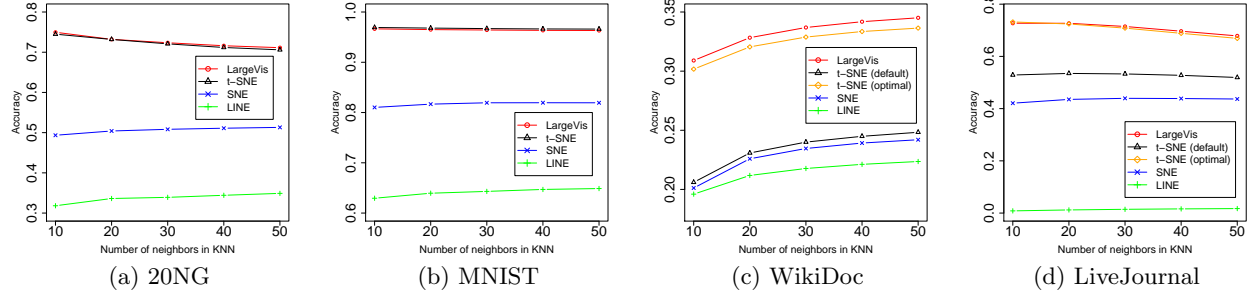 0.8
0.7
0.6
0.5
0.4
0.3
Accuracy
LargeVis
t−SNE
SNE
LINE
10 20 30 40 50
Number of neighbors in KNN
(a) 20NG
1.0
0.9
0.8
0.7
0.6
Accuracy
LargeVis
t−SNE
SNE
LINE
10 20 30 40 50
Number of neighbors in KNN
(b) MNIST
0.35
0.30
0.25
0.20
Accuracy
LargeVis
t−SNE (default)
t−SNE (optimal)
SNE
LINE
10 20 30 40 50
Number of neighbors in KNN
(c) WikiDoc
0.8
0.6
0.4
0.2
0.0
Accuracy
LargeVis
t−SNE (default)
t−SNE (optimal)
SNE
LINE
10 20 30 40 50
Number of neighbors in KNN
(d) LiveJournal